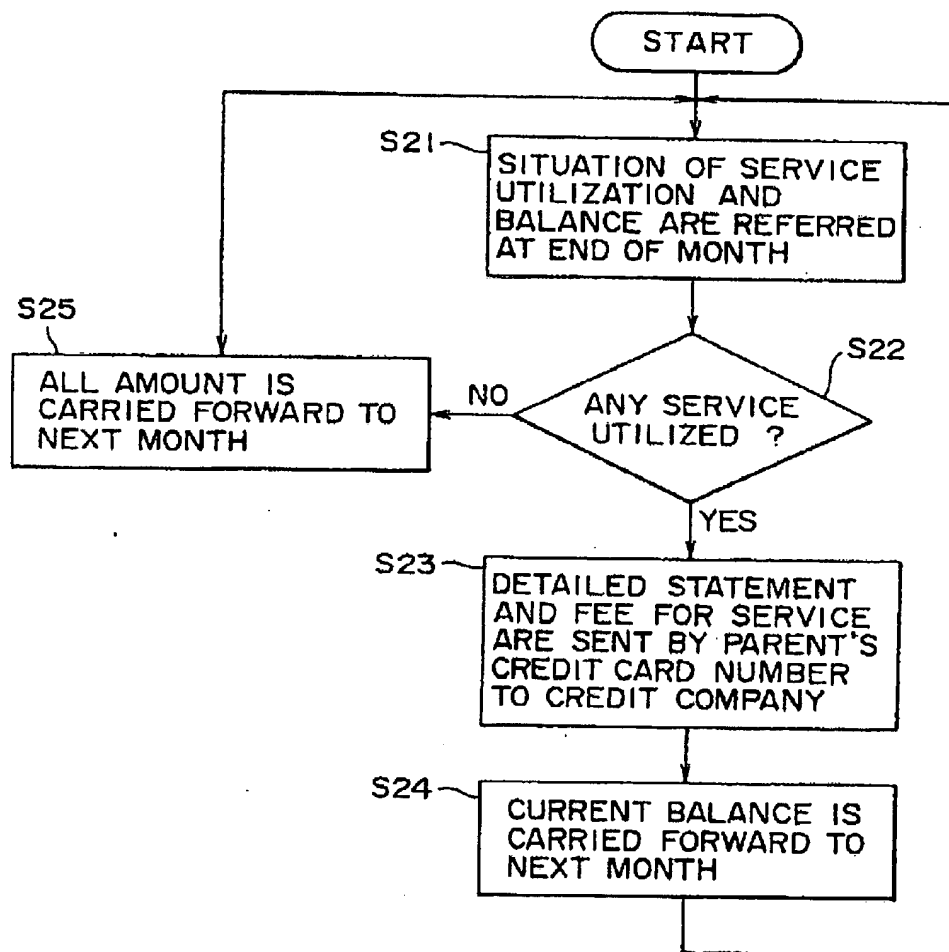 START
S21
SITUATION OF SERVICE
UTILIZATION AND
BALANCE ARE REFERRED
AT END OF MONTH
S25
ALL AMOUNT IS
CARRIED FORWARD TO
NEXT MONTH
NO
S22
ANY SERVICE
UTILIZED ?
YES
S23
DETAILED STATEMENT
AND FEE FOR SERVICE
ARE SENT BY PARENT'S
CREDIT CARD NUMBER
TO CREDIT COMPANY
S24
CURRENT BALANCE IS
CARRIED FORWARD TO
NEXT MONTH